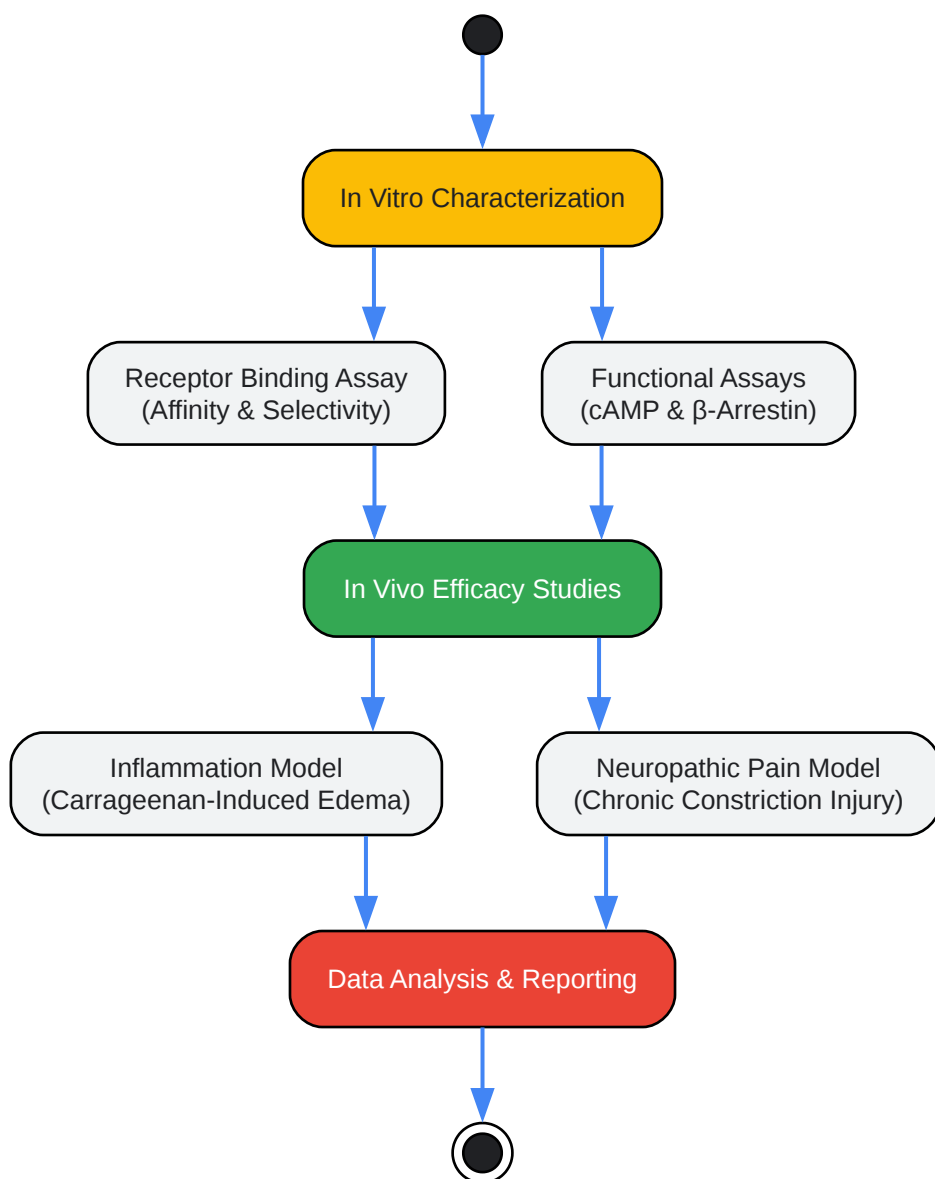 In Vitro Characterization
Receptor Binding Assay
(Affinity & Selectivity)
Functional Assays
(cAMP & β-Arrestin)
In Vivo Efficacy Studies
Inflammation Model
(Carrageenan-Induced Edema)
Neuropathic Pain Model
(Chronic Constriction Injury)
Data Analysis & Reporting